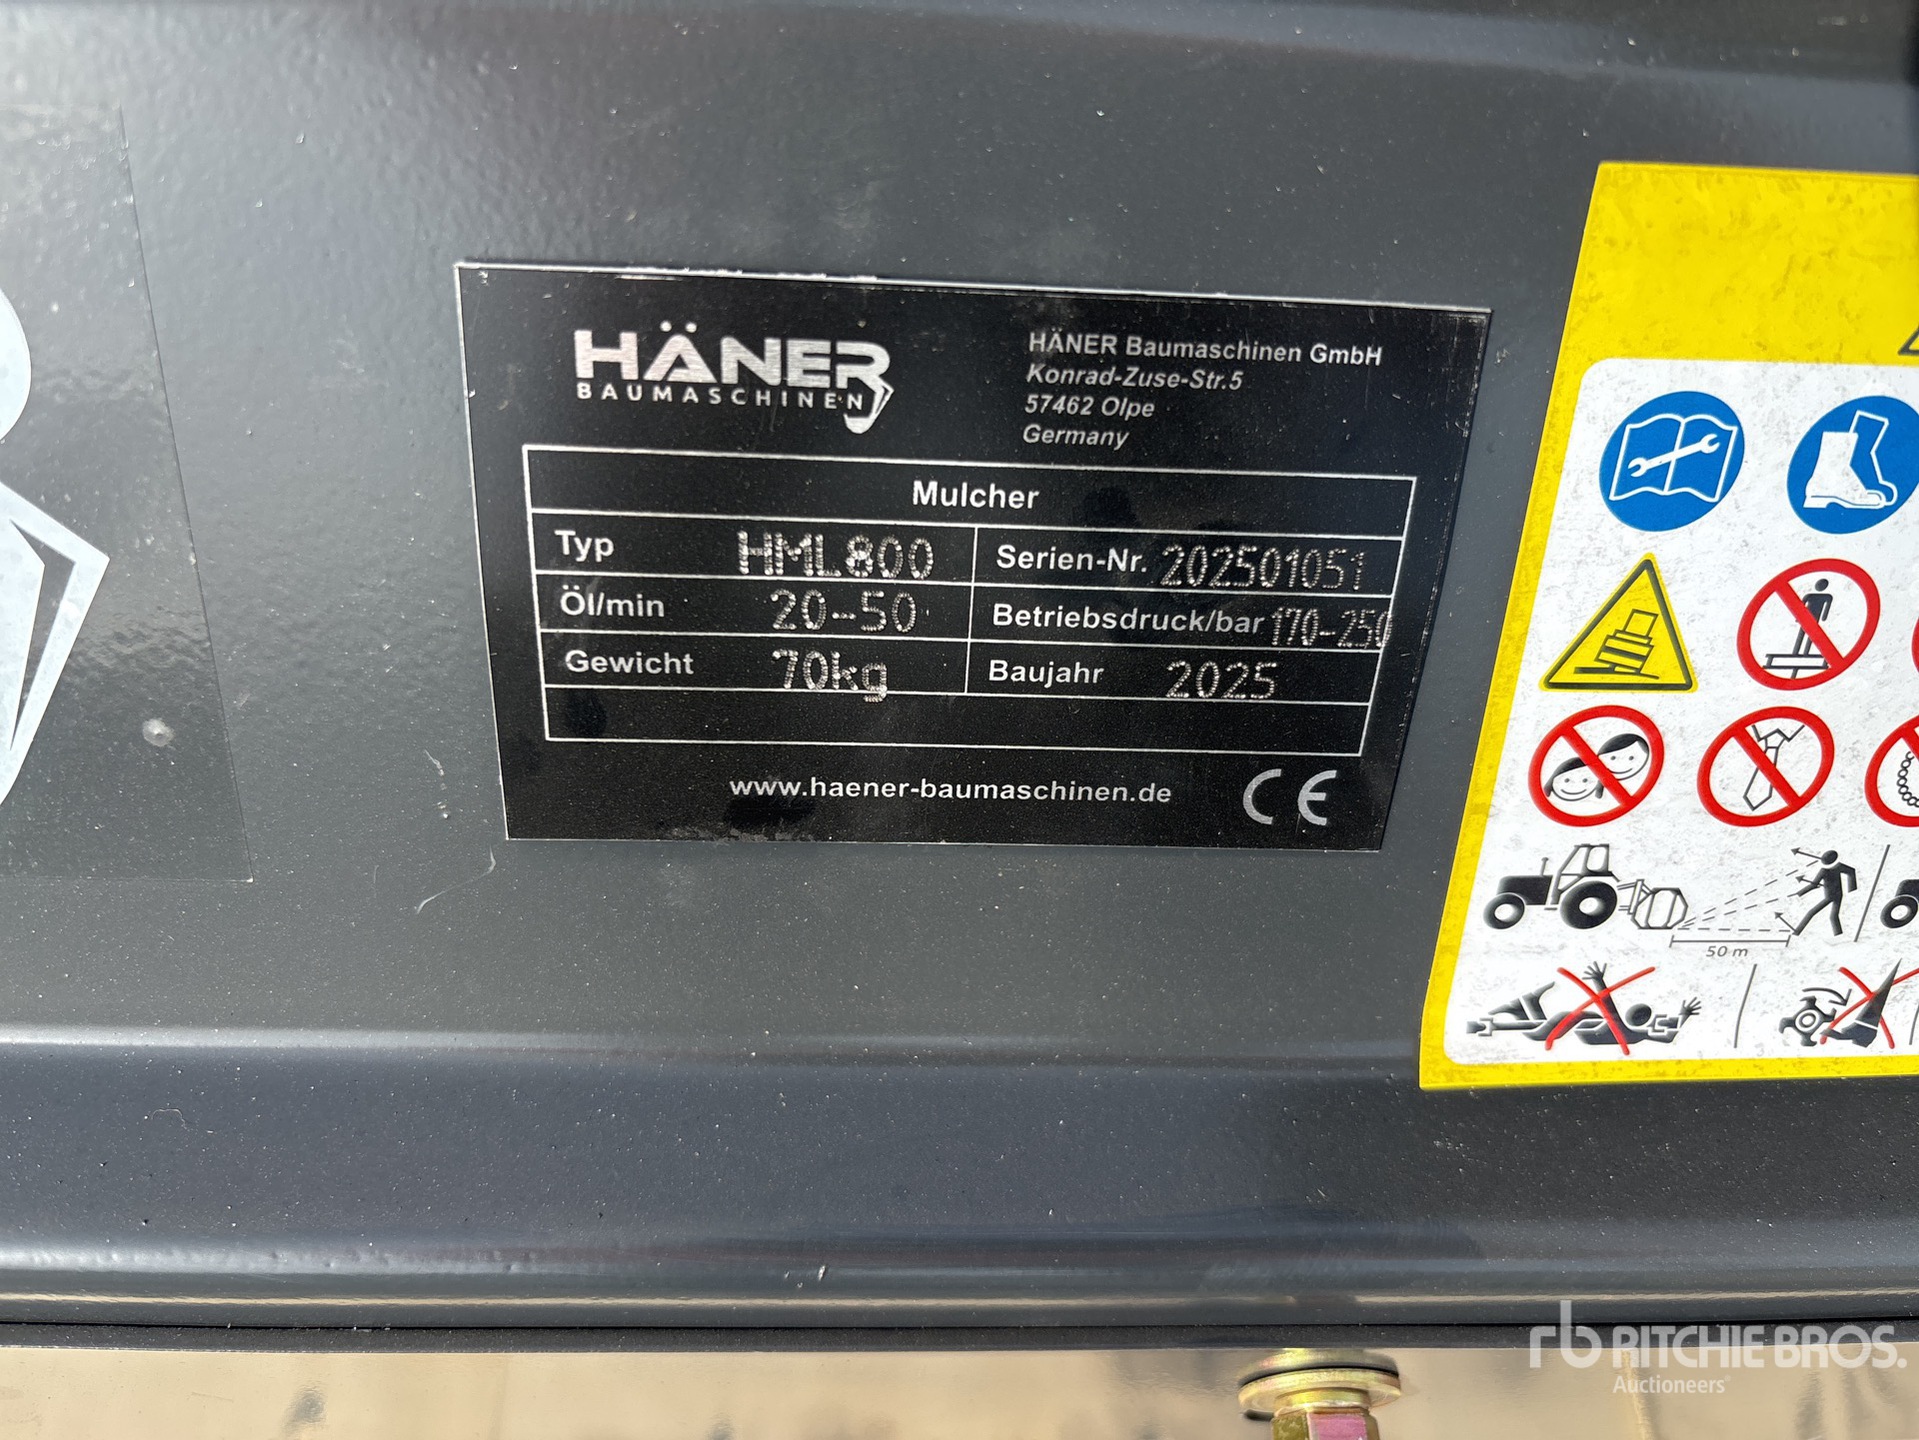 HÄNER
BAUMASCHINEN
HÄNER Baumaschinen GmbH
Konrad-Zuse-Str.5
57462 Olpe
Germany
Mulcher
Typ HML800 Serien-Nr. 202501051
Öl/min 20-50 Betriebsdruck/bar 170-250
Gewicht 70kg Baujahr 2025
www.haener-baumaschinen.de CE
50 m
rb RITCHIE BROS.
Auctioneers